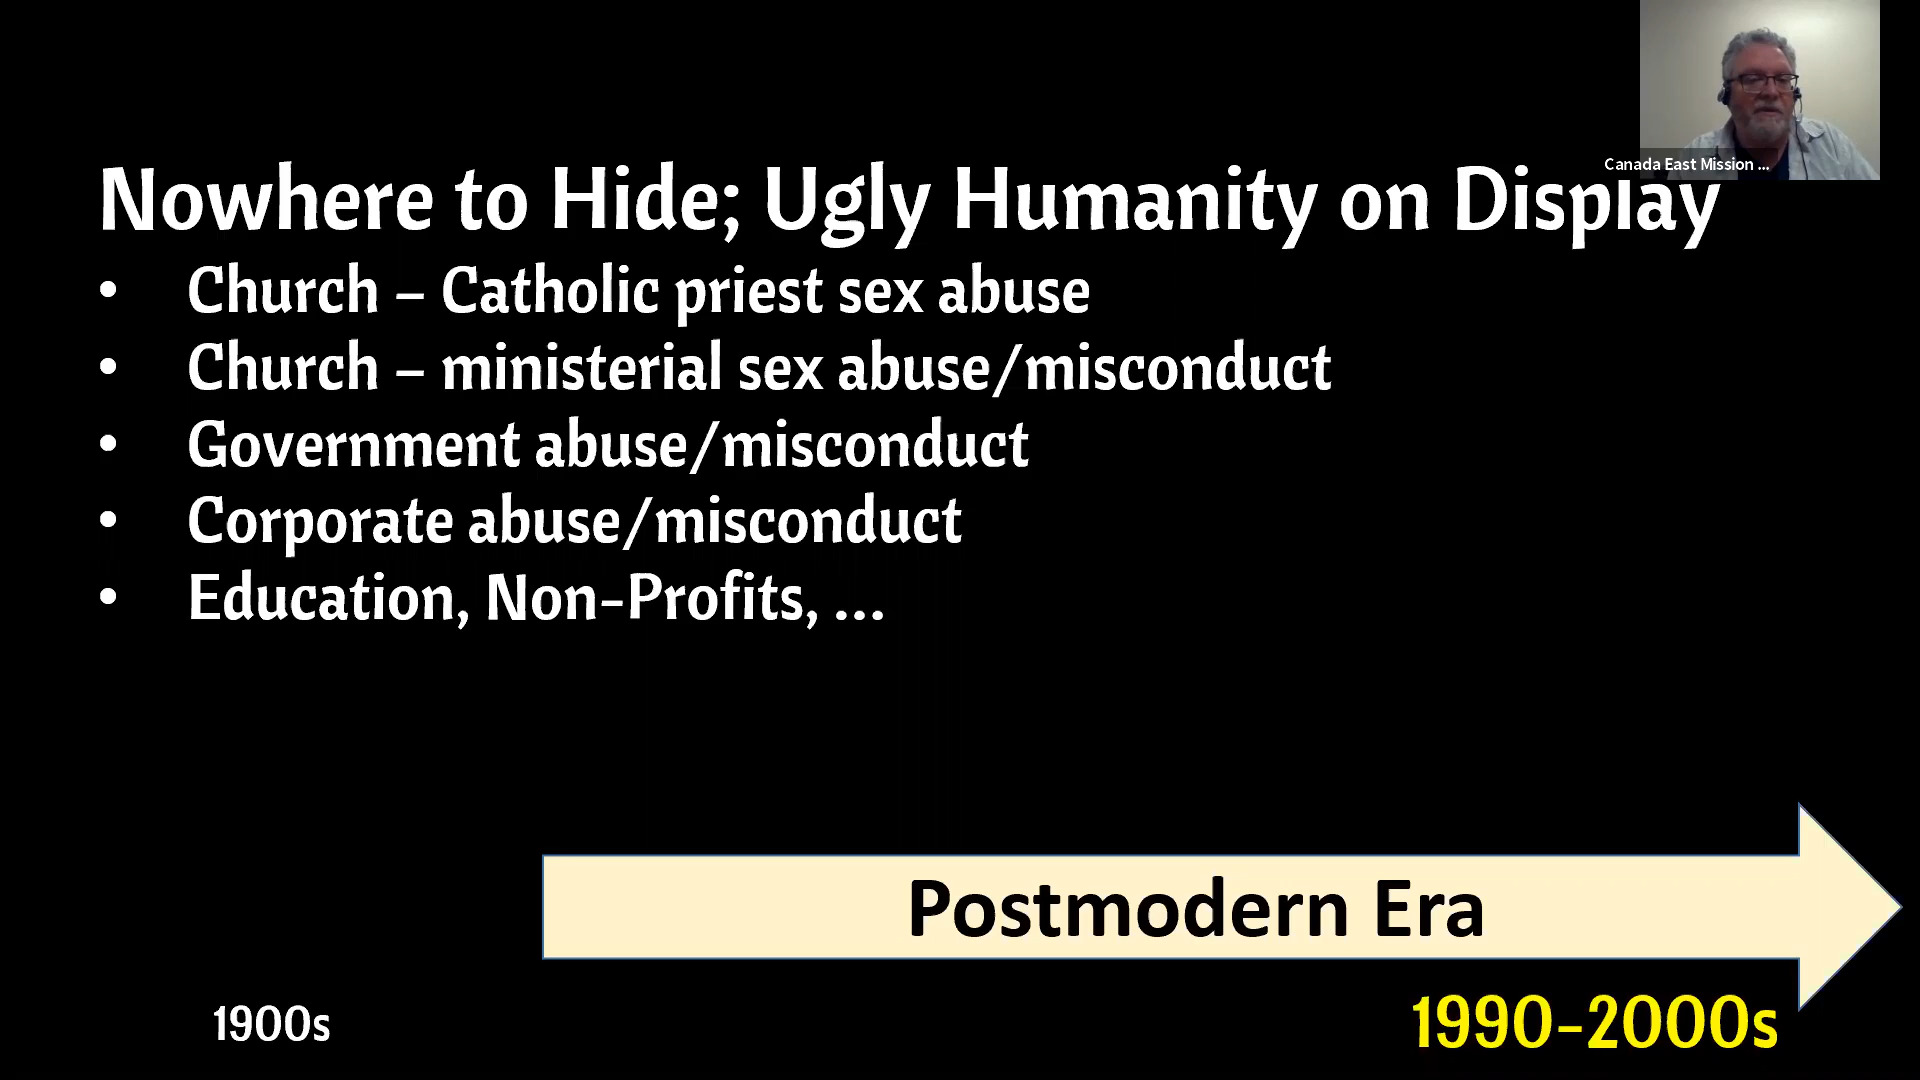 Canada East Mission ...
Nowhere to Hide; Ugly Humanity on Display
• Church – Catholic priest sex abuse
• Church – ministerial sex abuse/misconduct
• Government abuse/misconduct
• Corporate abuse/misconduct
• Education, Non-Profits, ...
Postmodern Era
1900s
1990-2000s